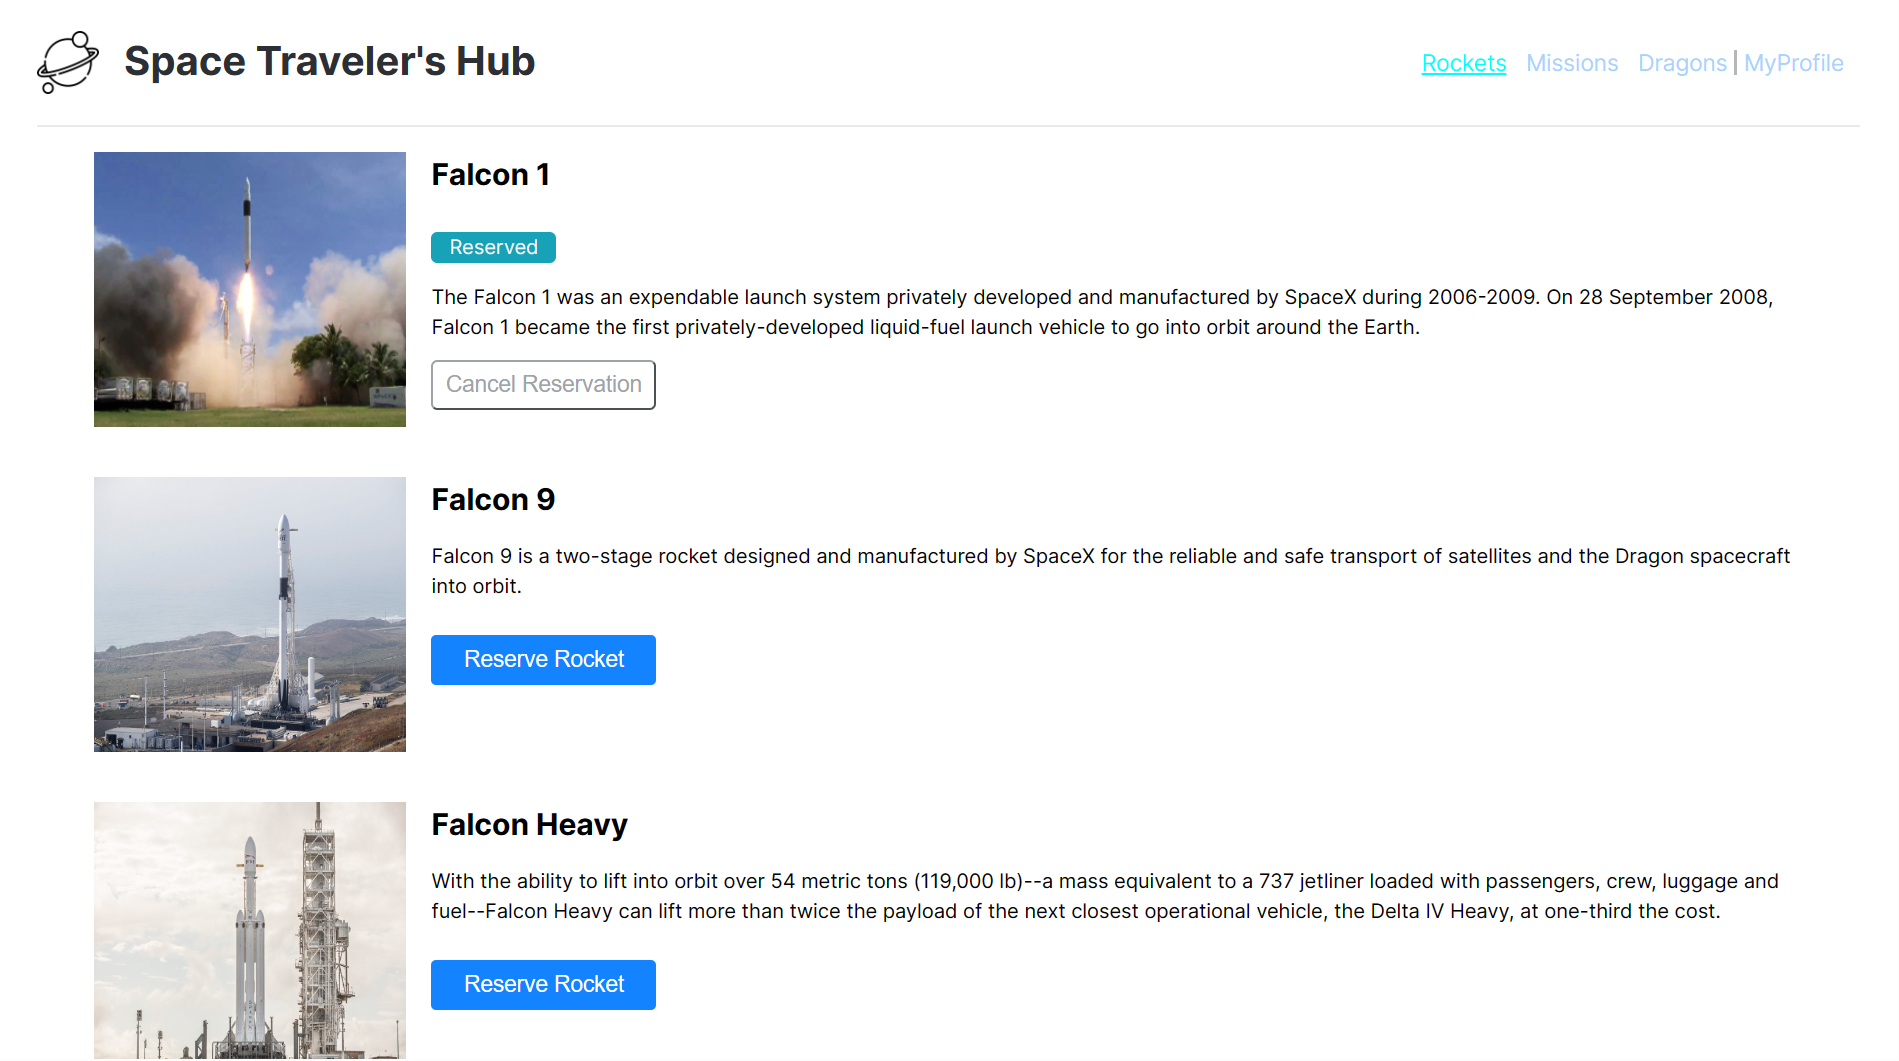 Space Traveler's Hub
Rockets Missions Dragons | MyProfile
Falcon 1
Reserved
The Falcon 1 was an expendable launch system privately developed and manufactured by SpaceX during 2006-2009. On 28 September 2008,
Falcon 1 became the first privately-developed liquid-fuel launch vehicle to go into orbit around the Earth.
Cancel Reservation
Falcon 9
Falcon 9 is a two-stage rocket designed and manufactured by SpaceX for the reliable and safe transport of satellites and the Dragon spacecraft
into orbit.
Reserve Rocket
Falcon Heavy
With the ability to lift into orbit over 54 metric tons (119,000 lb)--a mass equivalent to a 737 jetliner loaded with passengers, crew, luggage and
fuel--Falcon Heavy can lift more than twice the payload of the next closest operational vehicle, the Delta IV Heavy, at one-third the cost.
Reserve Rocket